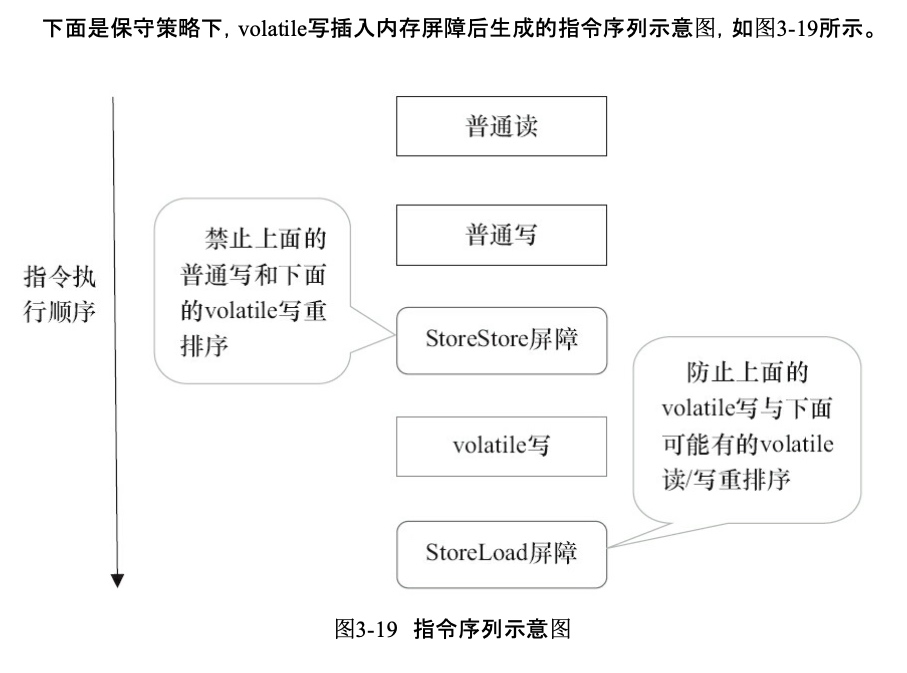 下面是保守策略下，volatile写插入内存屏障后生成的指令序列示意图，如图3-19所示。
普通读
普通写
禁止上面的
普通写和下面
的volatile写重
排序
指令执
行顺序
StoreStore屏障
防止上面的
volatile写与下面
可能有的volatile
读/写重排序
volatile写
StoreLoad屏障
图3-19 指令序列示意图